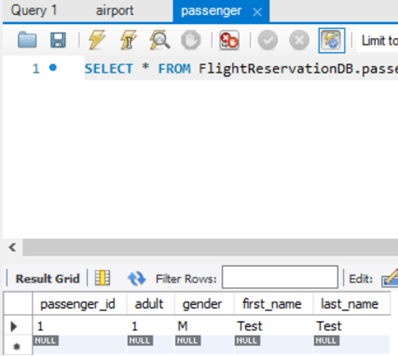 Query 1 airport passenger
Limit to
1 SELECT * FROM FlightReservationDB.passe
Result Grid Filter Rows: Edit:
passenger_id adult gender first_name last_name
1 1 M Test Test
NULL NULL NULL NULL NULL